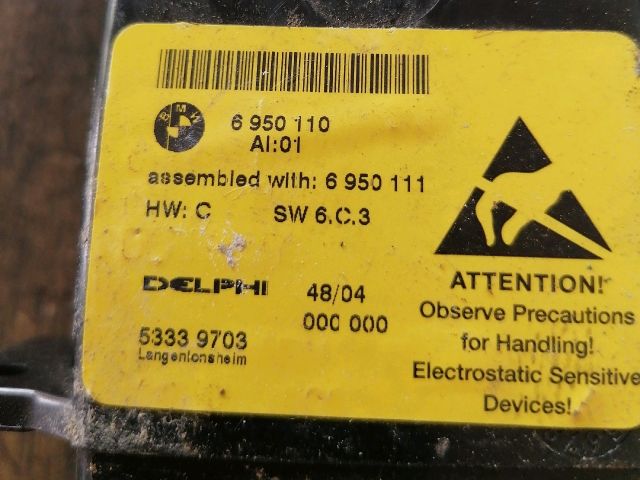 BMW
6 950 110
AI:01
assembled with: 6 950 111
HW: C SW 6.C.3
DELPHI 48/04
000 000
5333 9703
Langenlonsheim
ATTENTION!
Observe Precautions
for Handling!
Electrostatic Sensitive
Devices!